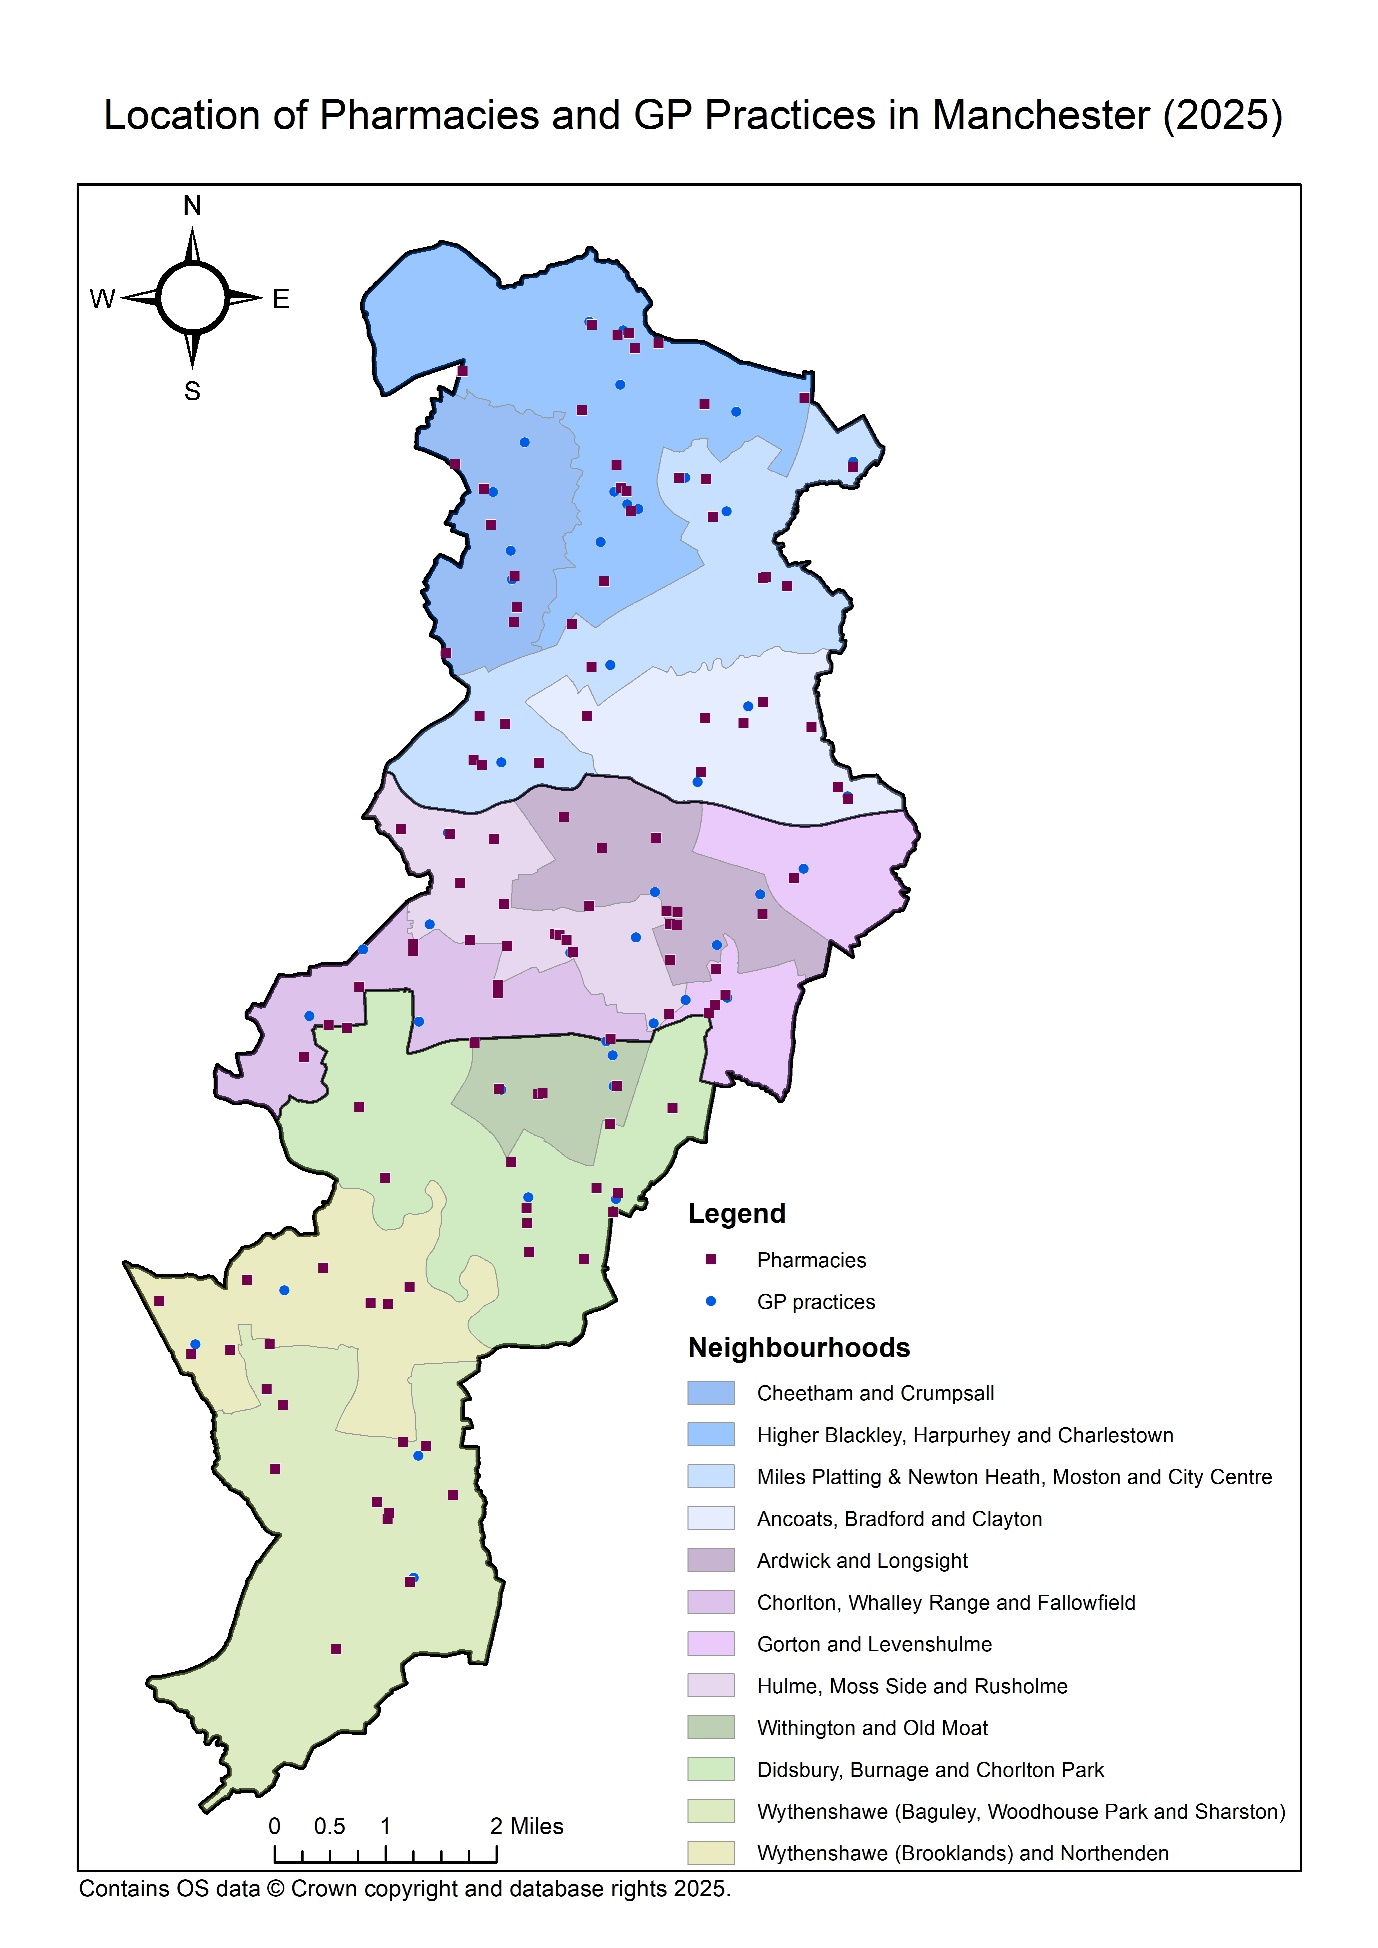 Location of Pharmacies and GP Practices in Manchester (2025)
N
W E
S
Legend
Pharmacies
GP practices
Neighbourhoods
Cheetham and Crumpsall
Higher Blackley, Harpurhey and Charlestown
Miles Platting & Newton Heath, Moston and City Centre
Ancoats, Bradford and Clayton
Ardwick and Longsight
Chorlton, Whalley Range and Fallowfield
Gorton and Levenshulme
Hulme, Moss Side and Rusholme
Withington and Old Moat
Didsbury, Burnage and Chorlton Park
Wythenshawe (Baguley, Woodhouse Park and Sharston)
Wythenshawe (Brooklands) and Northenden
0 0.5 1 2 Miles
Contains OS data © Crown copyright and database rights 2025.